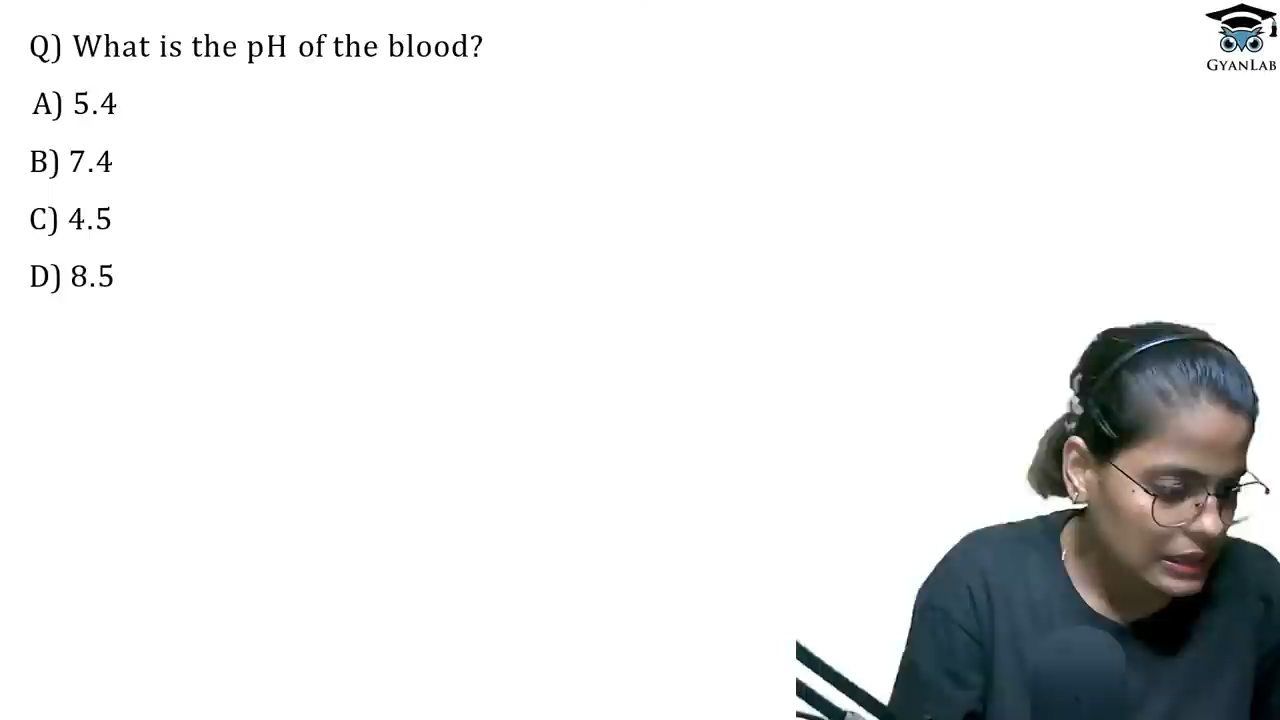 Q) What is the pH of the blood?
A) 5.4
B) 7.4
C) 4.5
D) 8.5
GYANLAB